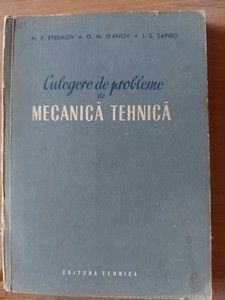 N. P. EFREMOV • G. M. IVANOV • I. S. SAPIRO
Culegere de probleme
de
MECANICĂ TEHNICĂ
EDITURA TEHNICĂ